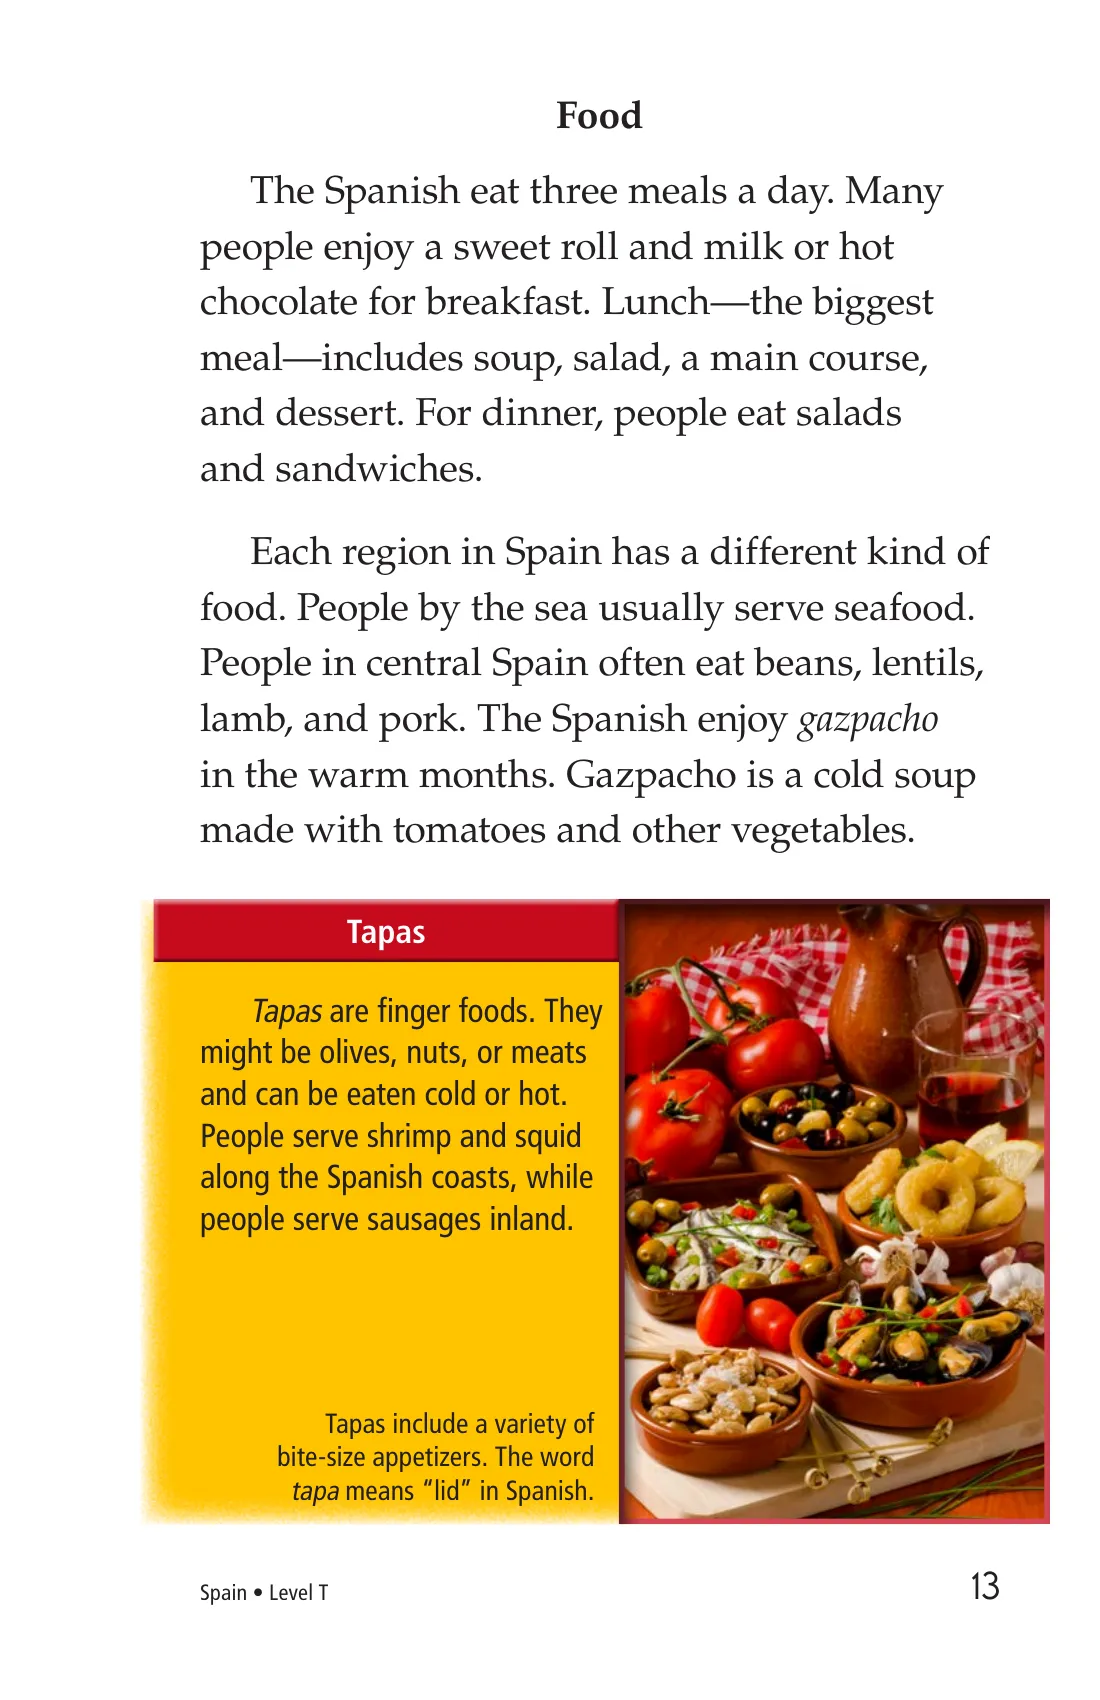 Food
The Spanish eat three meals a day. Many
people enjoy a sweet roll and milk or hot
chocolate for breakfast. Lunch—the biggest
meal—includes soup, salad, a main course,
and dessert. For dinner, people eat salads
and sandwiches.
Each region in Spain has a different kind of
food. People by the sea usually serve seafood.
People in central Spain often eat beans, lentils,
lamb, and pork. The Spanish enjoy gazpacho
in the warm months. Gazpacho is a cold soup
made with tomatoes and other vegetables.
Tapas
Tapas are finger foods. They
might be olives, nuts, or meats
and can be eaten cold or hot.
People serve shrimp and squid
along the Spanish coasts, while
people serve sausages inland.
Tapas include a variety of
bite-size appetizers. The word
tapa means “lid” in Spanish.
Spain • Level T
13